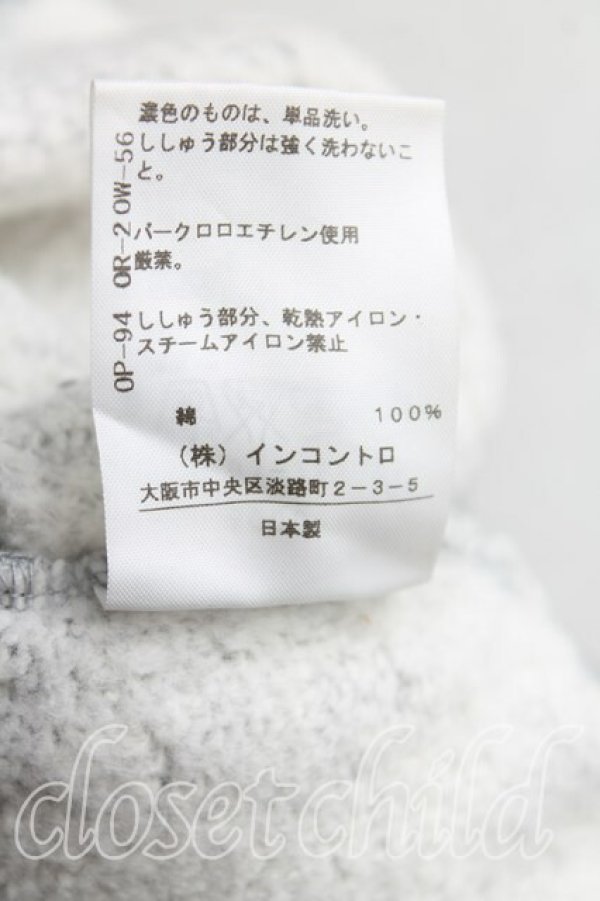 濃色のものは、単品洗い。
ししゅう部分は強く洗わないこ
と。
パークロロエチレン使用
厳禁。
ししゅう部分、乾熱アイロン・
スチームアイロン禁止
OP-94 OR-2 OW-56
綿 100%
（株）インコントロ
大阪市中央区淡路町2-3-5
日本製
closet child